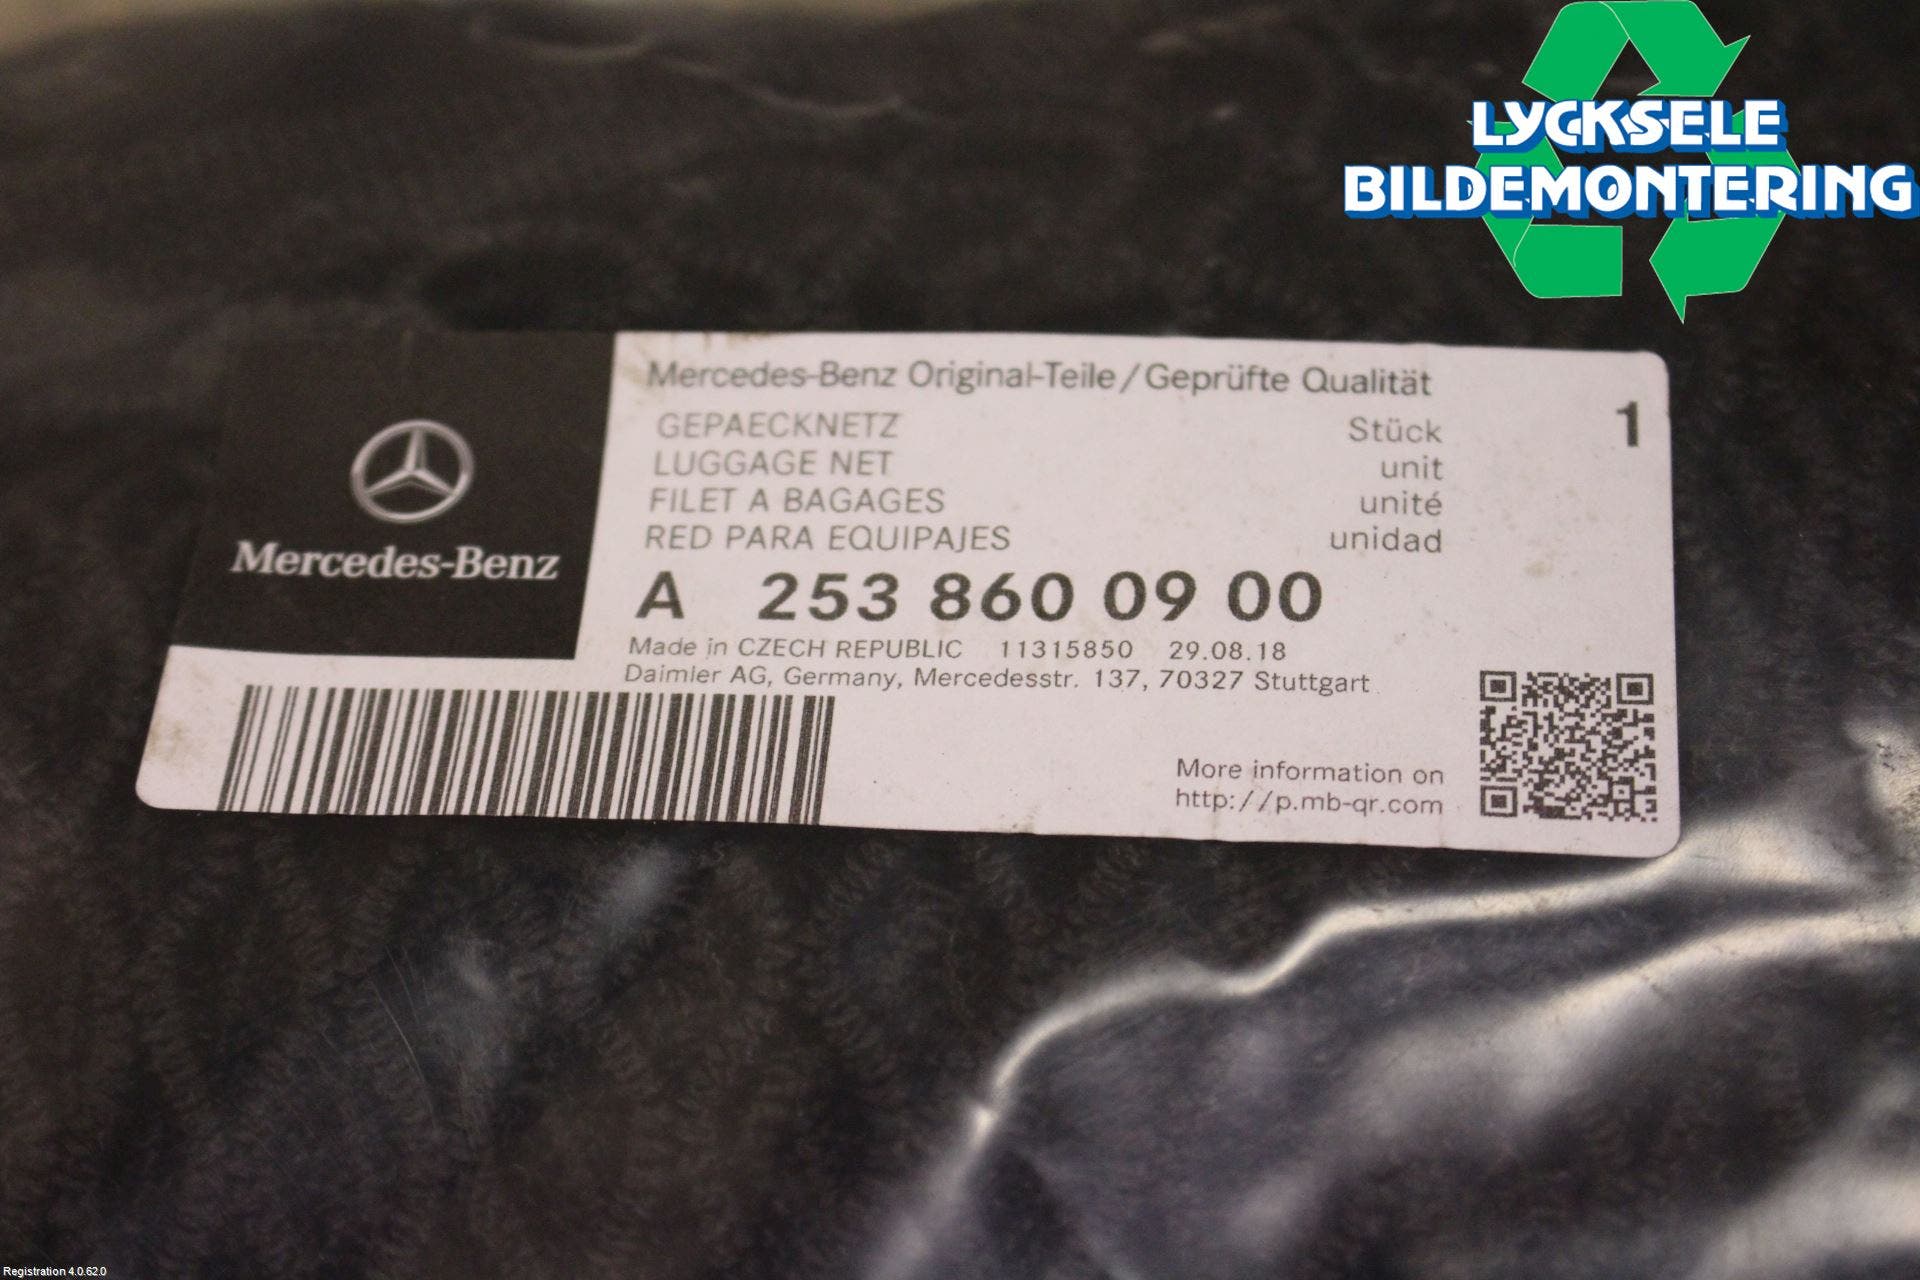 LYCKSELE
BILDEMONTERING
Mercedes-Benz Original-Teile/Geprüfte Qualität
GEPAECKNETZ Stück 1
LUGGAGE NET unit
FILET A BAGAGES unité
RED PARA EQUIPAJES unidad
Mercedes-Benz
A 253 860 09 00
Made in CZECH REPUBLIC 11315850 29.08.18
Daimler AG, Germany, Mercedesstr. 137, 70327 Stuttgart
More information on
http://p.mb-qr.com
Registration 4.0.62.0